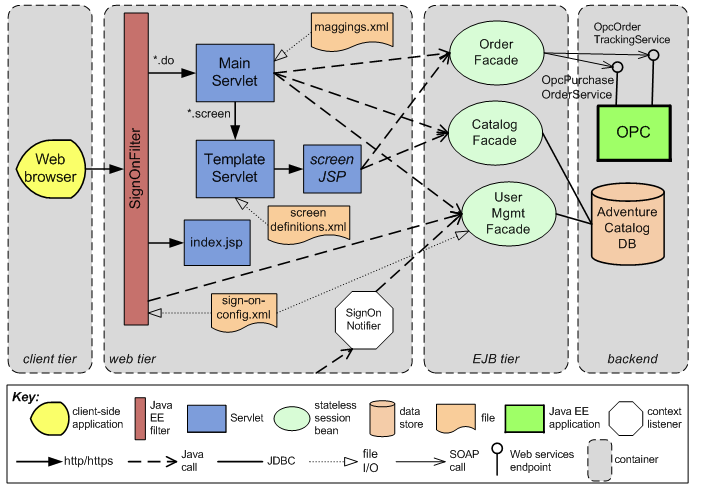 maggings.xml
Order
Facade
OpcOrder
TrackingService
*.do
Main
Servlet
OpcPurchase
OrderService
*.screen
Catalog
Facade
OPC
Web
browser
SignOnFilter
Template
Servlet
screen
JSP
User
Mgmt
Facade
Adventure
Catalog
DB
screen
definitions.xml
index.jsp
sign-on-
config.xml
SignOn
Notifier
client tier
web tier
EJB tier
backend
Key:
client-side
application
Java
EE
filter
Servlet
stateless
session
bean
data
store
file
Java EE
application
context
listener
http/https
Java
call
JDBC
file
I/O
SOAP
call
Web services
endpoint
container